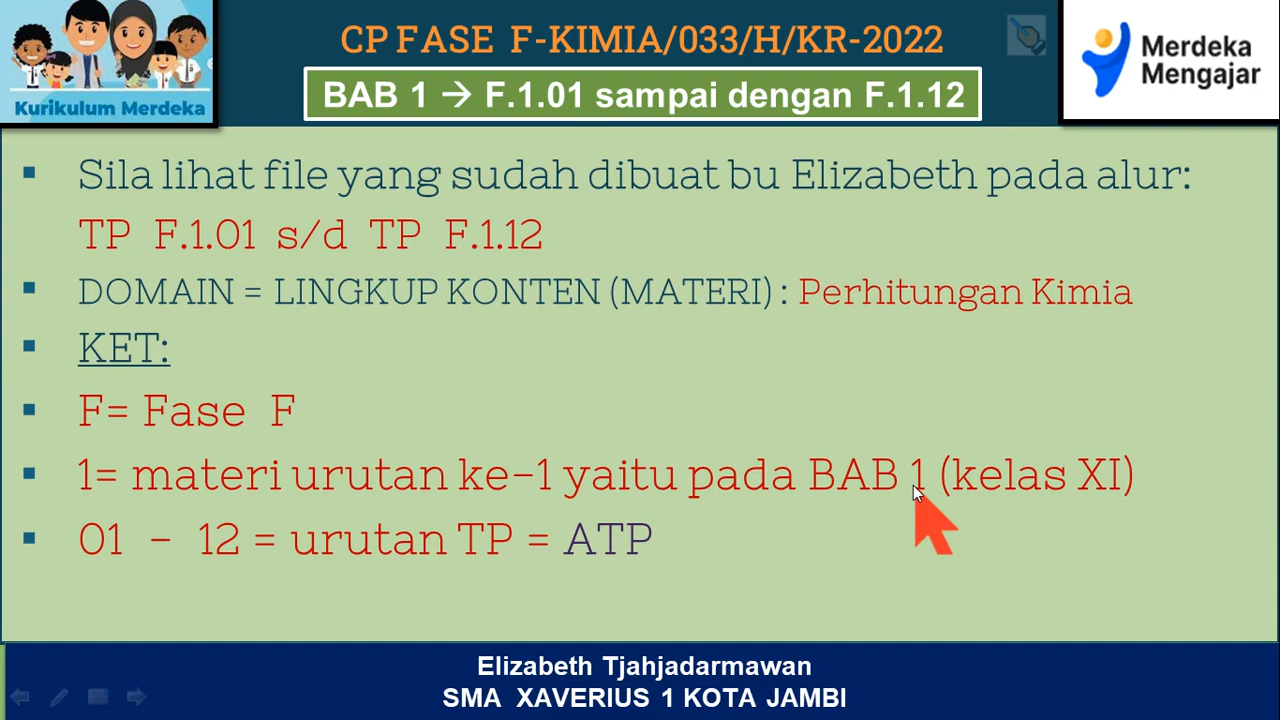 CP FASE F-KIMIA/033/H/KR-2022
BAB 1 → F.1.01 sampai dengan F.1.12
Kurikulum Merdeka
Merdeka
Mengajar
▪ Sila lihat file yang sudah dibuat bu Elizabeth pada alur:
TP F.1.01 s/d TP F.1.12
▪ DOMAIN = LINGKUP KONTEN (MATERI) : Perhitungan Kimia
▪ KET:
▪ F= Fase F
▪ 1= materi urutan ke-1 yaitu pada BAB 1 (kelas XI)
▪ 01 - 12 = urutan TP = ATP
Elizabeth Tjahjadarmawan
SMA XAVERIUS 1 KOTA JAMBI